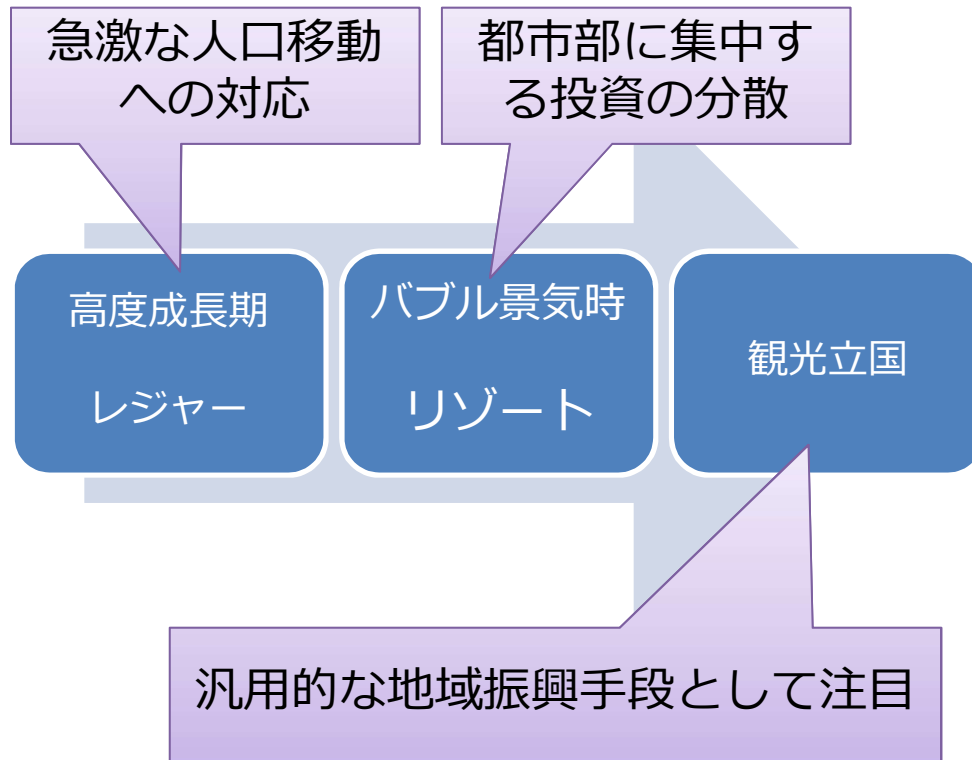 急激な人口移動
への対応
都市部に集中す
る投資の分散
高度成長期
レジャー
バブル景気時
リゾート
観光立国
汎用的な地域振興手段として注目